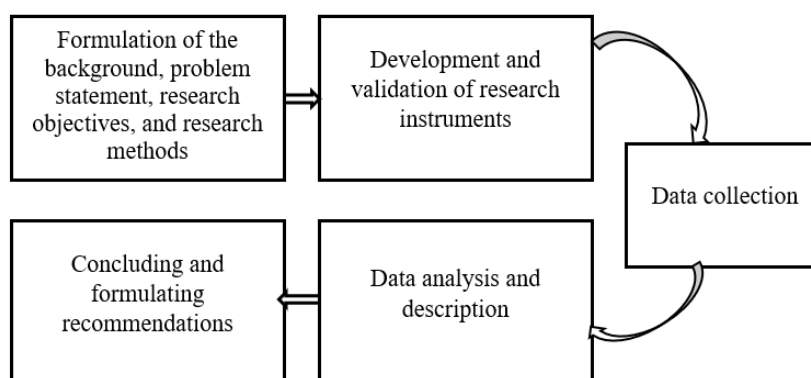 Formulation of the
background, problem
statement, research
objectives, and research
methods
Development and
validation of research
instruments
Data collection
Data analysis and
description
Concluding and
formulating
recommendations